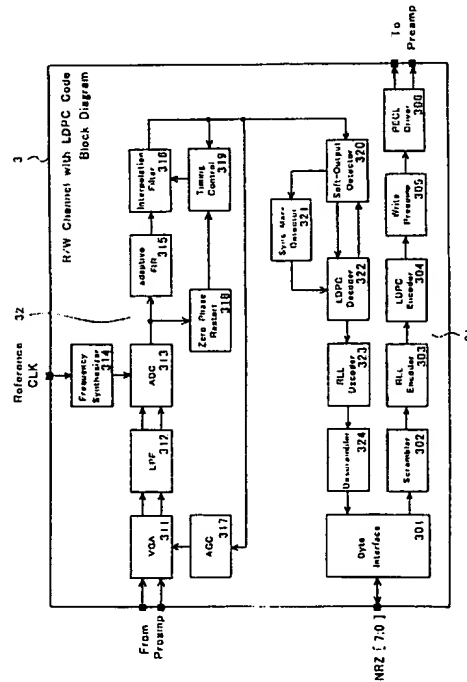 3
R/W Channel with LDPC Code
Block Diagram
32
Reference
CLK
Frequency
Synthesizer
314
From
Preamp
VGA
311
LPF
312
ADC
313
adaptive
FIR
315
Interpolation
Filter
316
AGC
317
Zero Phase
Restart
318
Timing
Control
319
Sync Mark
Detector
321
Soft-Output
Detector
320
LDPC
Decoder
322
RLL
Decoder
323
324
Byte
Interface
301
NRZ [ 7:0 ]
Scrambler
302
RLL
Encoder
303
LDPC
Encoder
304
Write
Precomp
305
PECL
Driver
306
To
Preamp
31